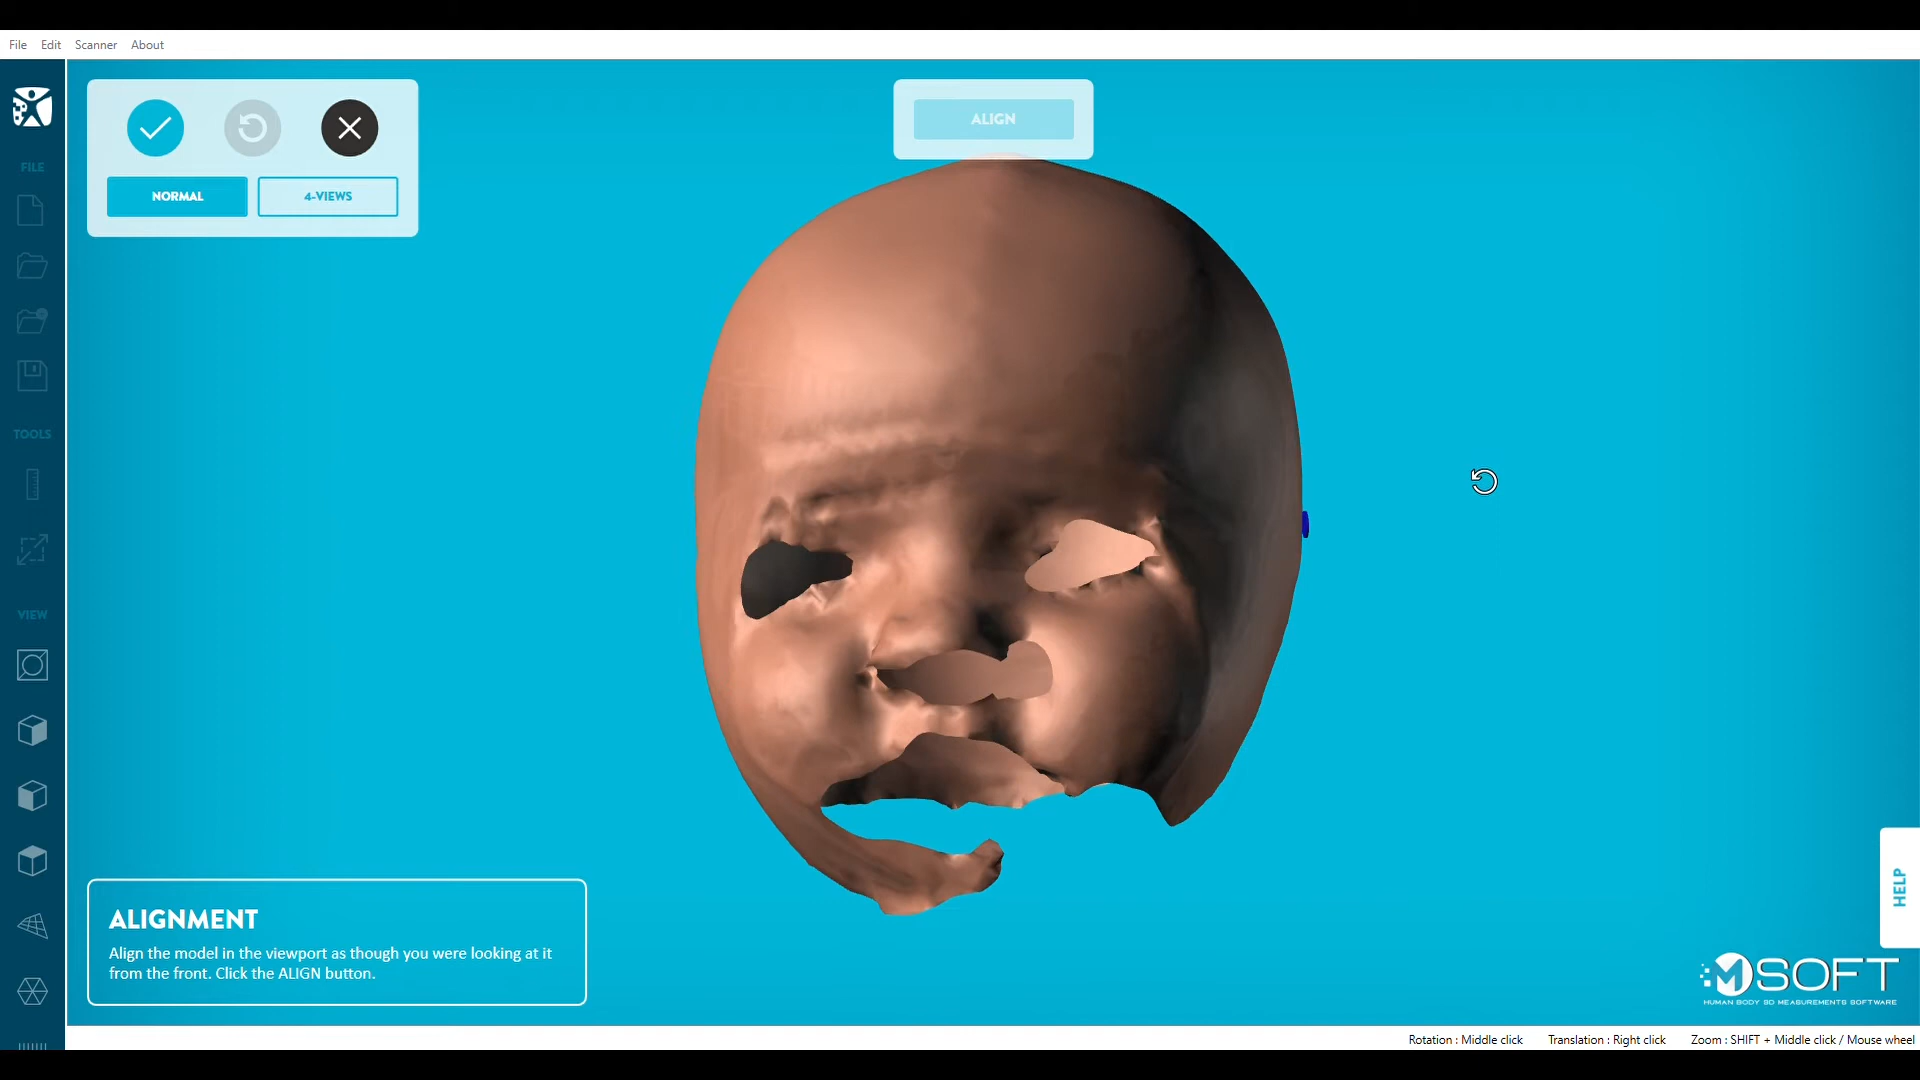 File Edit Scanner About
FILE
TOOLS
VIEW
NORMAL 4-VIEWS
ALIGN
ALIGNMENT
Align the model in the viewport as though you were looking at it
from the front. Click the ALIGN button.
HELP
MSOFT
HUMAN BODY 3D MEASUREMENTS SOFTWARE
Rotation : Middle click Translation : Right click Zoom : SHIFT + Middle click / Mouse wheel